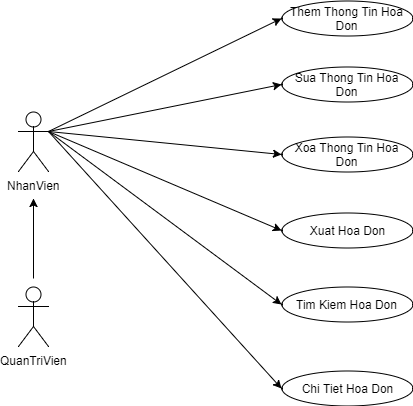 Them Thong Tin Hoa
Don
Sua Thong Tin Hoa
Don
Xoa Thong Tin Hoa
Don
NhanVien
Xuat Hoa Don
Tim Kiem Hoa Don
QuanTriVien
Chi Tiet Hoa Don